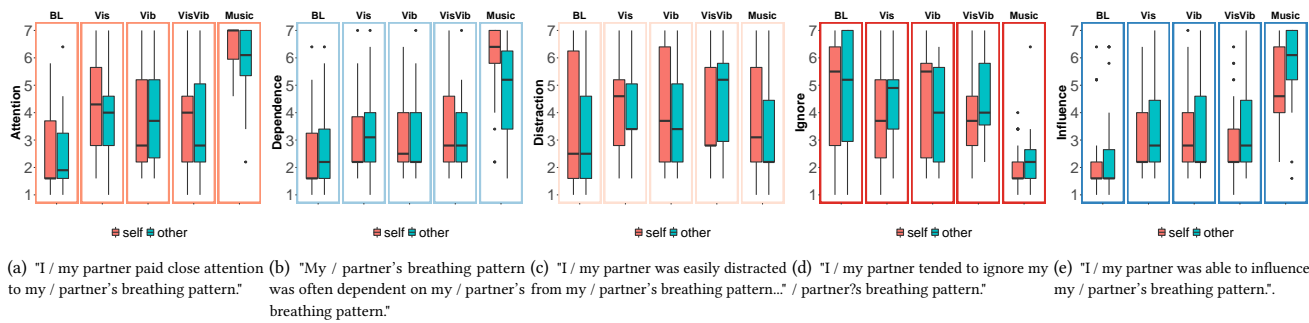 BL Vis Vib VisVib Music
7
6
5
4
3
2
1
Attention
self other
(a) "I / my partner paid close attention
to my / partner's breathing pattern."
BL Vis Vib VisVib Music
7
6
5
4
3
2
1
Dependence
self other
(b) "My / partner's breathing pattern
was often dependent on my / partner's
breathing pattern."
BL Vis Vib VisVib Music
7
6
5
4
3
2
1
Distraction
self other
(c) "I / my partner was easily distracted
from my / partner's breathing pattern..."
BL Vis Vib VisVib Music
7
6
5
4
3
2
1
Ignore
self other
(d) "I / my partner tended to ignore my
/ partner?s breathing pattern."
BL Vis Vib VisVib Music
7
6
5
4
3
2
1
Influence
self other
(e) "I / my partner was able to influence
my / partner's breathing pattern.".